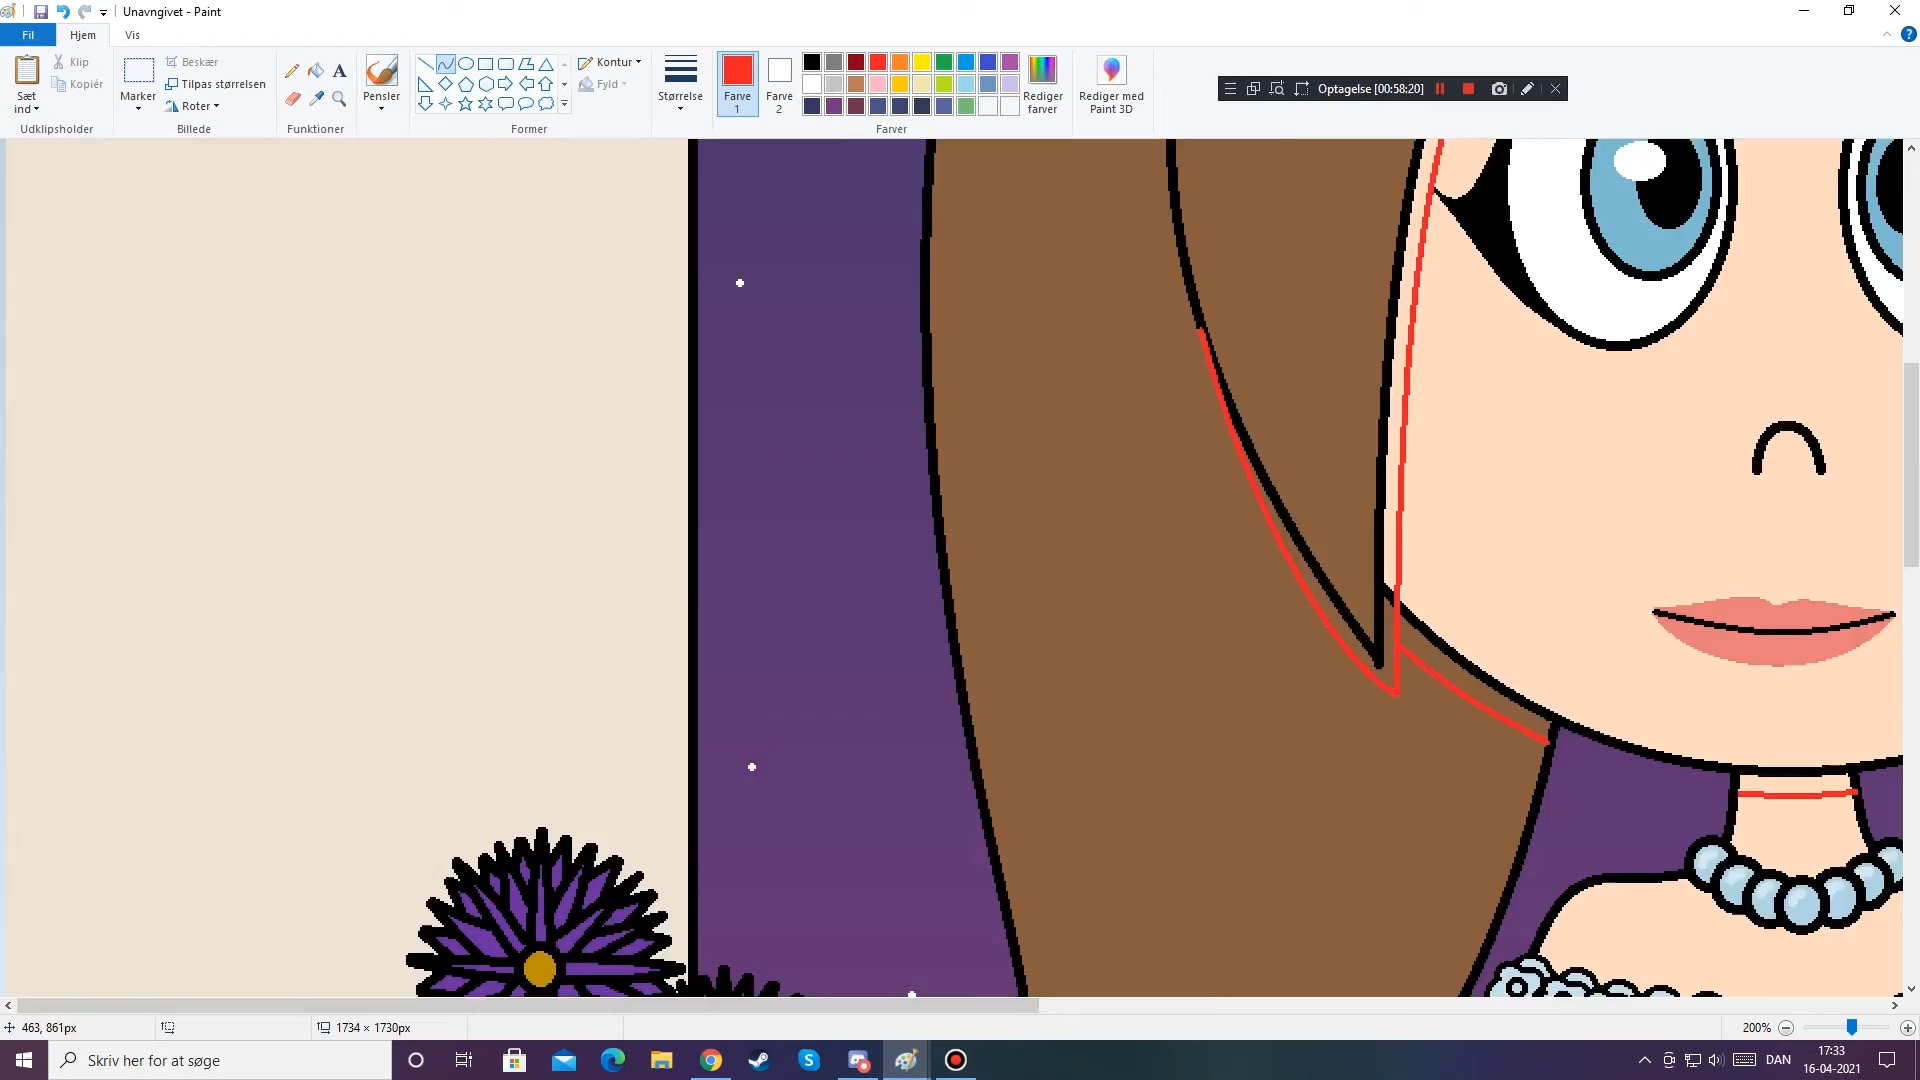 Unavngivet - Paint
Fil Hjem Vis
Sæt ind
Klip
Kopiér
Udklipsholder
Marker
Beskær
Tilpas størrelsen
Roter
Billede
Funktioner
Pensler
Kontur
Fyld
Former
Størrelse
Farve 1
Farve 2
Rediger farver
Farver
Rediger med Paint 3D
Optagelse [00:58:20]
463, 861px
1734 × 1730px
200%
Skriv her for at søge
DAN
17:33
16-04-2021